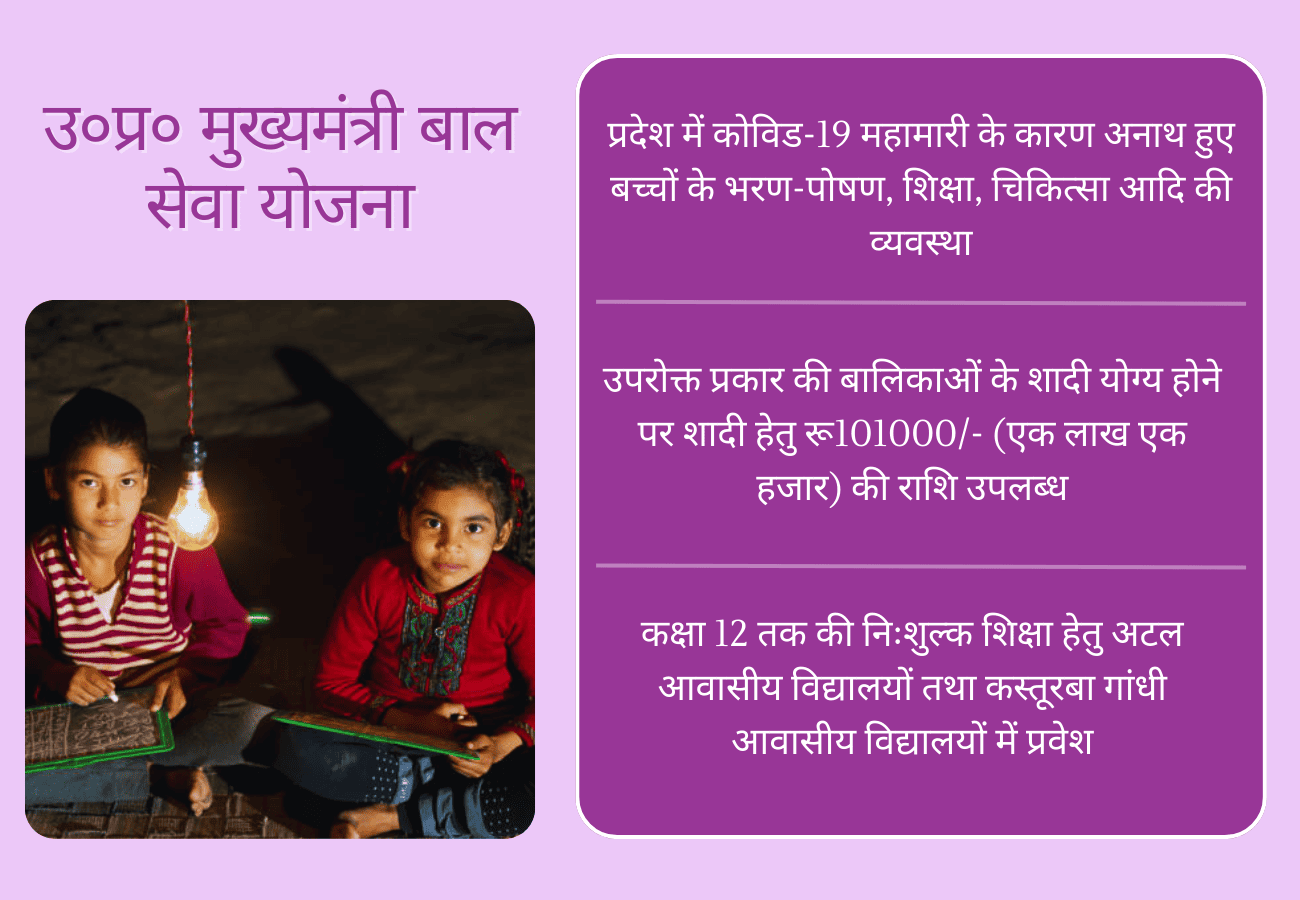 उ०प्र० मुख्यमंत्री बाल
सेवा योजना
प्रदेश में कोविड-19 महामारी के कारण अनाथ हुए
बच्चों के भरण-पोषण, शिक्षा, चिकित्सा आदि की
व्यवस्था
उपरोक्त प्रकार की बालिकाओं के शादी योग्य होने
पर शादी हेतु रू101000/- (एक लाख एक
हजार) की राशि उपलब्ध
कक्षा 12 तक की निःशुल्क शिक्षा हेतु अटल
आवासीय विद्यालयों तथा कस्तूरबा गांधी
आवासीय विद्यालयों में प्रवेश